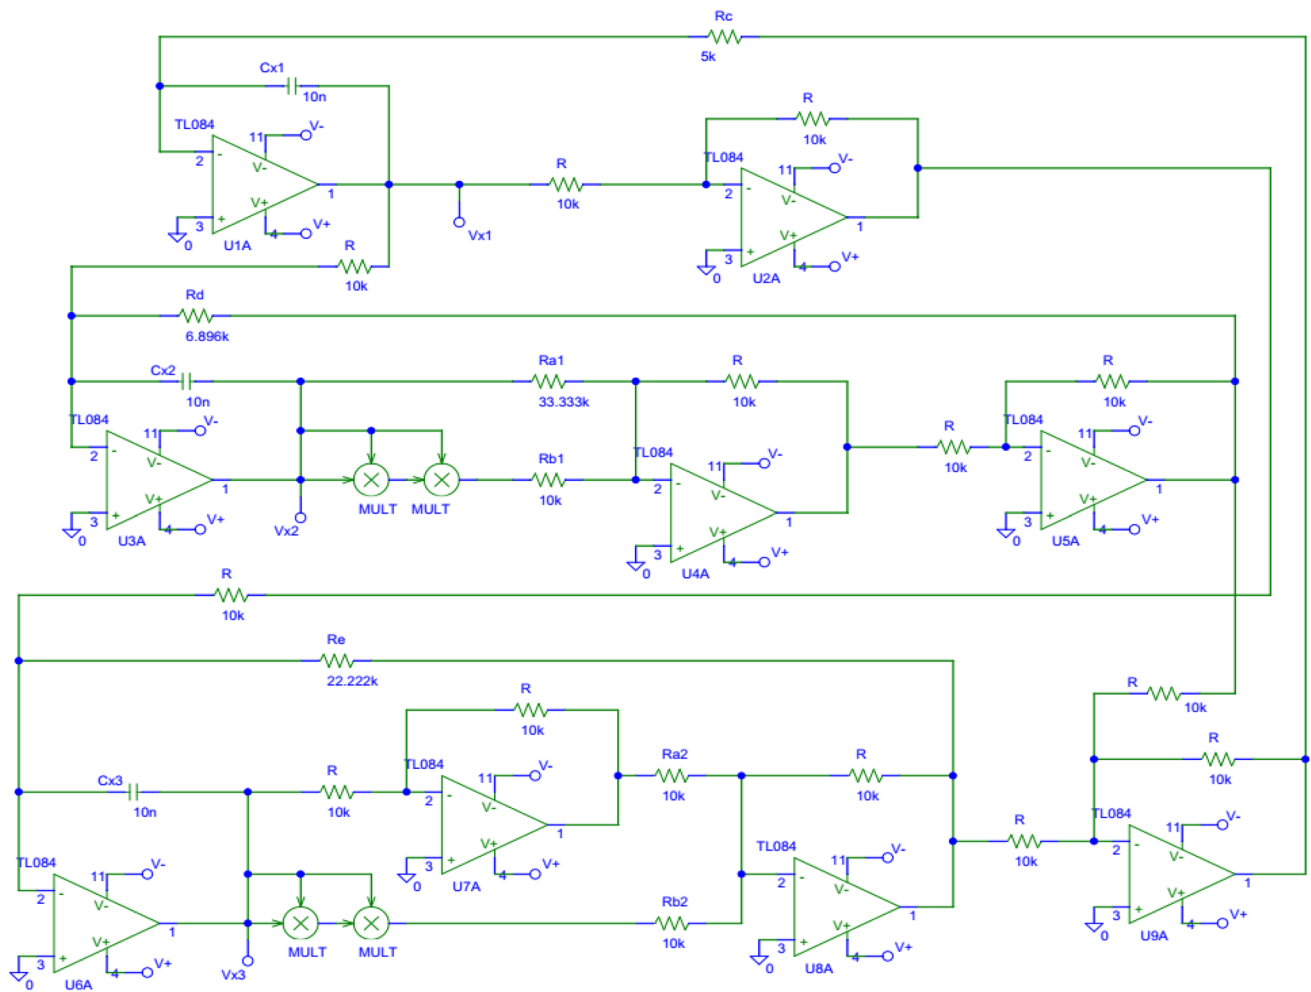 Rc
5k
Cx1
10n
TL084
11
V-
V-
2
-
V+
+
3
4
V+
1
0
U1A
R
10k
Vx1
R
10k
R
10k
TL084
11
V-
V-
2
-
V+
+
3
4
V+
1
0
U2A
Rd
6.896k
Cx2
10n
TL084
11
V-
V-
2
-
V+
+
3
4
V+
1
0
U3A
Vx2
MULT
MULT
Ra1
33.333k
Rb1
10k
R
10k
TL084
11
V-
V-
2
-
V+
+
3
4
V+
1
0
U4A
R
10k
R
10k
TL084
11
V-
V-
2
-
V+
+
3
4
V+
1
0
U5A
R
10k
Re
22.222k
Cx3
10n
TL084
11
V-
V-
2
-
V+
+
3
4
V+
1
0
U6A
Vx3
MULT
MULT
R
10k
R
10k
TL084
11
V-
V-
2
-
V+
+
3
4
V+
1
0
U7A
Ra2
10k
Rb2
10k
R
10k
TL084
11
V-
V-
2
-
V+
+
3
4
V+
1
0
U8A
R
10k
R
10k
R
10k
TL084
11
V-
V-
2
-
V+
+
3
4
V+
1
0
U9A